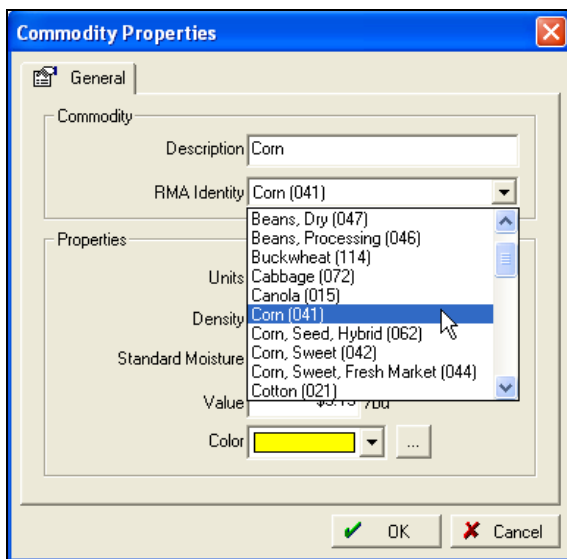 Commodity Properties
General
Commodity
Description Corn
RMA Identity Corn (041)
Beans, Dry (047)
Beans, Processing (046)
Properties
Buckwheat (114)
Units Cabbage (072)
Canola (015)
Density Corn (041)
Corn, Seed, Hybrid (062)
Standard Moisture Corn, Sweet (042)
Corn, Sweet, Fresh Market (044)
Cotton (021)
Value
Color ...
OK Cancel